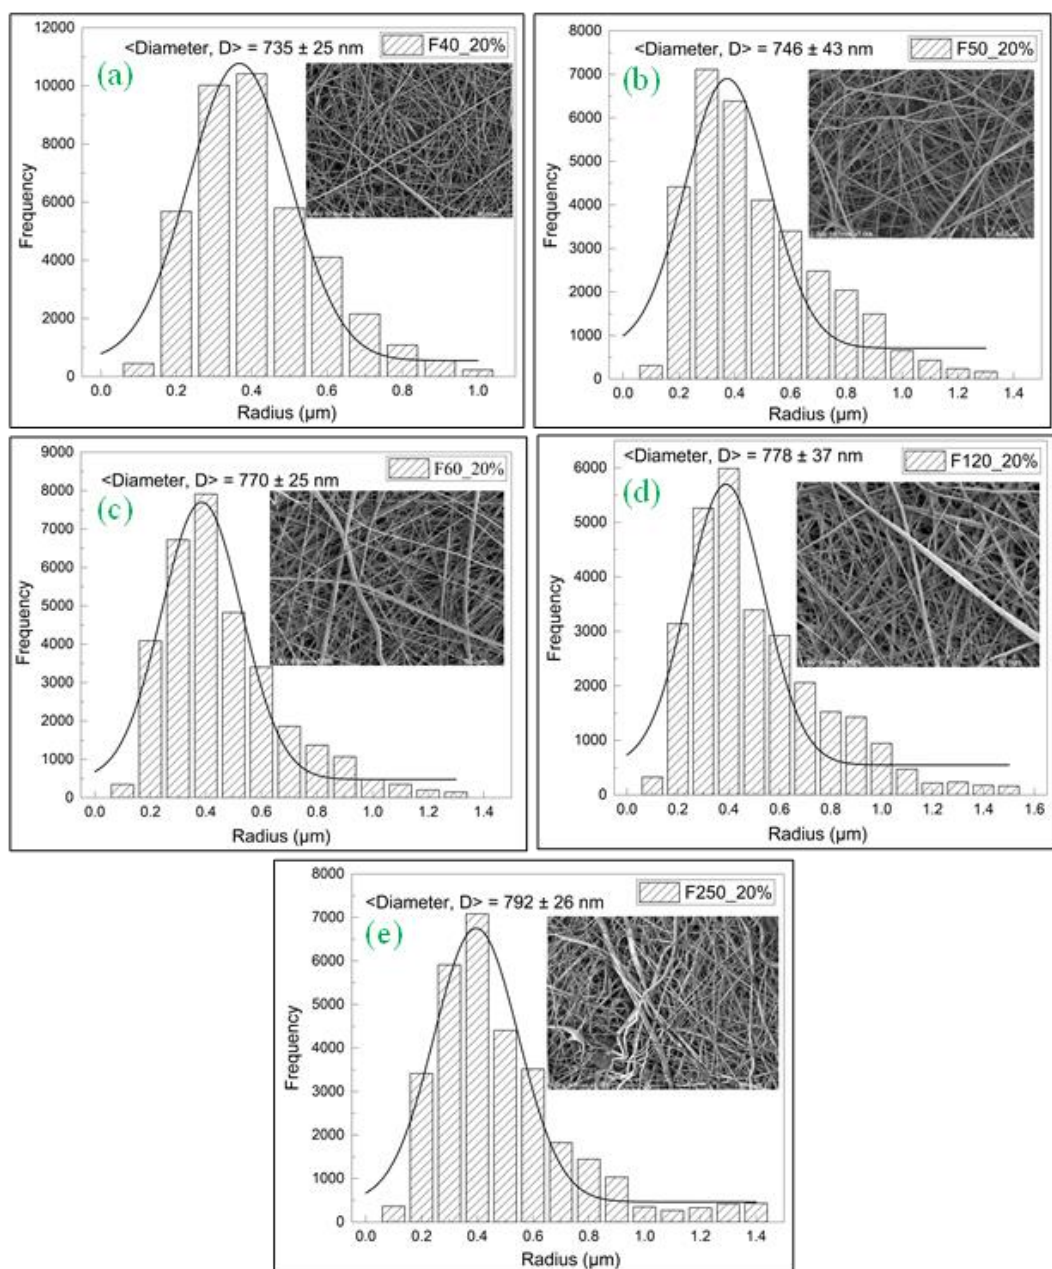 <Diameter, D> = 735 ± 25 nm
F40_20%
(a)
Frequency
12000
10000
8000
6000
4000
2000
0
0.0 0.2 0.4 0.6 0.8 1.0
Radius (µm)
<Diameter, D> = 746 ± 43 nm
F50_20%
(b)
Frequency
8000
7000
6000
5000
4000
3000
2000
1000
0
0.0 0.2 0.4 0.6 0.8 1.0 1.2 1.4
Radius (µm)
<Diameter, D> = 770 ± 25 nm
F60_20%
(c)
Frequency
9000
8000
7000
6000
5000
4000
3000
2000
1000
0
0.0 0.2 0.4 0.6 0.8 1.0 1.2 1.4
Radius (µm)
<Diameter, D> = 778 ± 37 nm
F120_20%
(d)
Frequency
6000
5000
4000
3000
2000
1000
0
0.0 0.2 0.4 0.6 0.8 1.0 1.2 1.4
Radius (µm)
<Diameter, D> = 792 ± 26 nm
F250_20%
(e)
Frequency
8000
7000
6000
5000
4000
3000
2000
1000
0
0.0 0.2 0.4 0.6 0.8 1.0 1.2 1.4
Radius (µm)